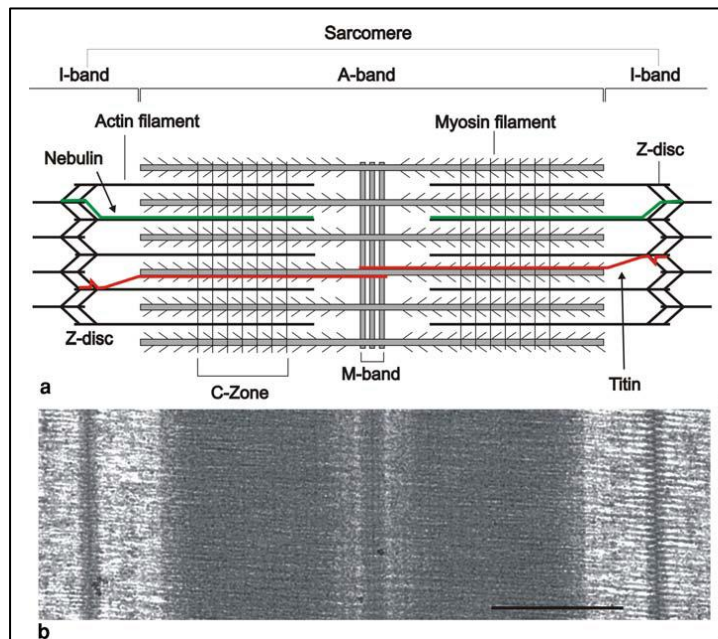 Sarcomere
I-band A-band I-band
Actin filament Myosin filament
Nebulin Z-disc
Z-disc
M-band
C-Zone Titin
a
b